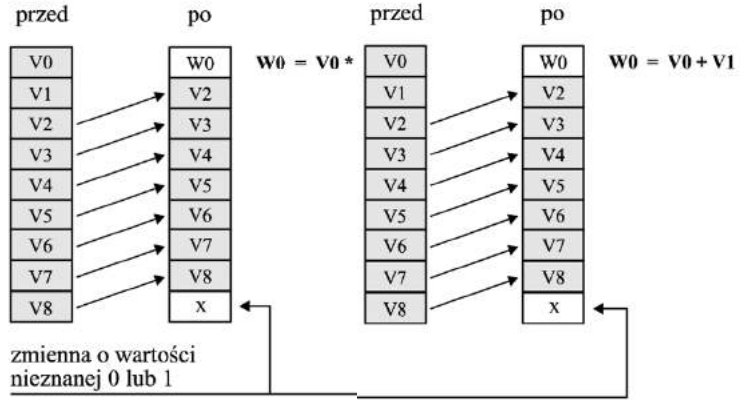 przed po przed po
V0 W0 W0 = V0 * V0 W0 W0 = V0 + V1
V1 V2 V1 V2
V2 V3 V2 V3
V3 V4 V3 V4
V4 V5 V4 V5
V5 V6 V5 V6
V6 V7 V6 V7
V7 V8 V7 V8
V8 x V8 x
zmienna o wartości
nieznanej 0 lub 1